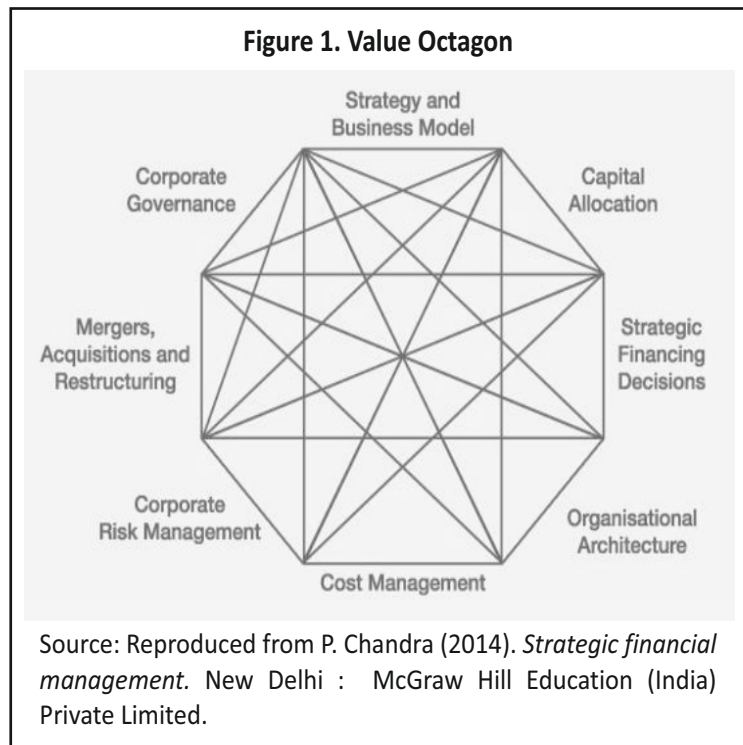 Figure 1. Value Octagon
Strategy and
Business Model
Corporate
Governance
Capital
Allocation
Mergers,
Acquisitions and
Restructuring
Strategic
Financing
Decisions
Corporate
Risk Management
Organisational
Architecture
Cost Management
Source: Reproduced from P. Chandra (2014). Strategic financial
management. New Delhi : McGraw Hill Education (India)
Private Limited.